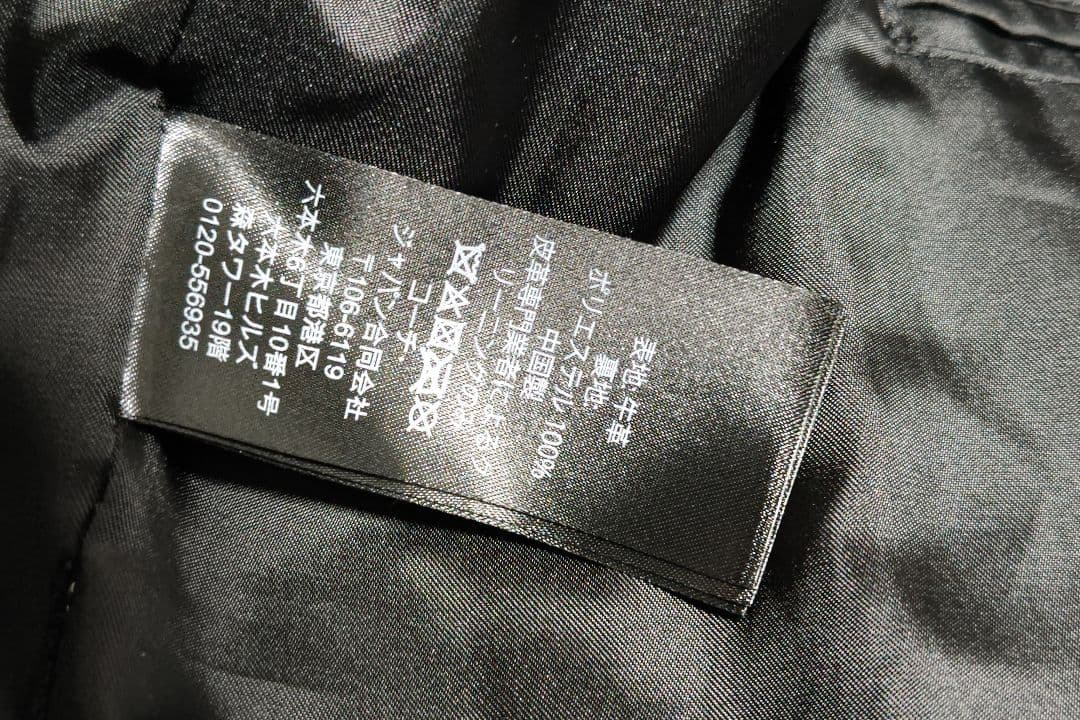 表地 牛革
裏地
ポリエステル100%
中国製
皮革専門業者によるク
リーニングのみ
コーチ
ジャパン合同会社
〒106-6119
東京都港区
六本木6丁目10番1号
六本木ヒルズ
森タワー19階
0120-556935